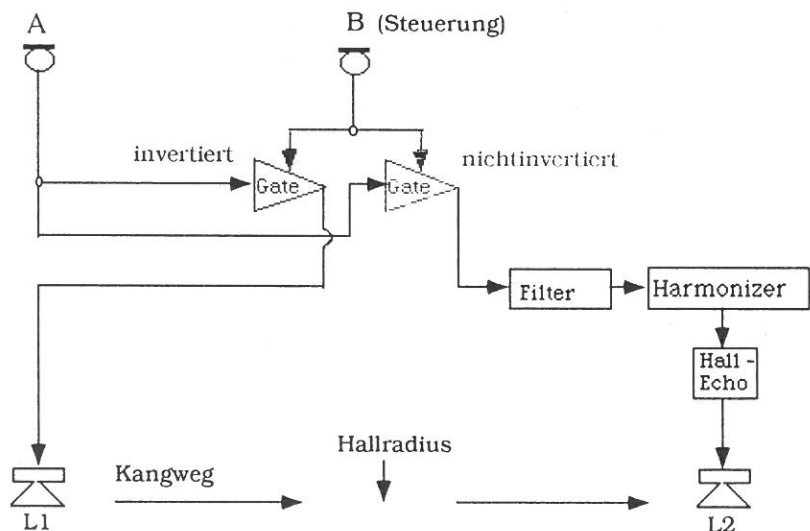 A
B (Steuerung)
invertiert
Gate
Gate
nichtinvertiert
Filter
Harmonizer
Hall -
Echo
Hallradius
Kangweg
L1
L2